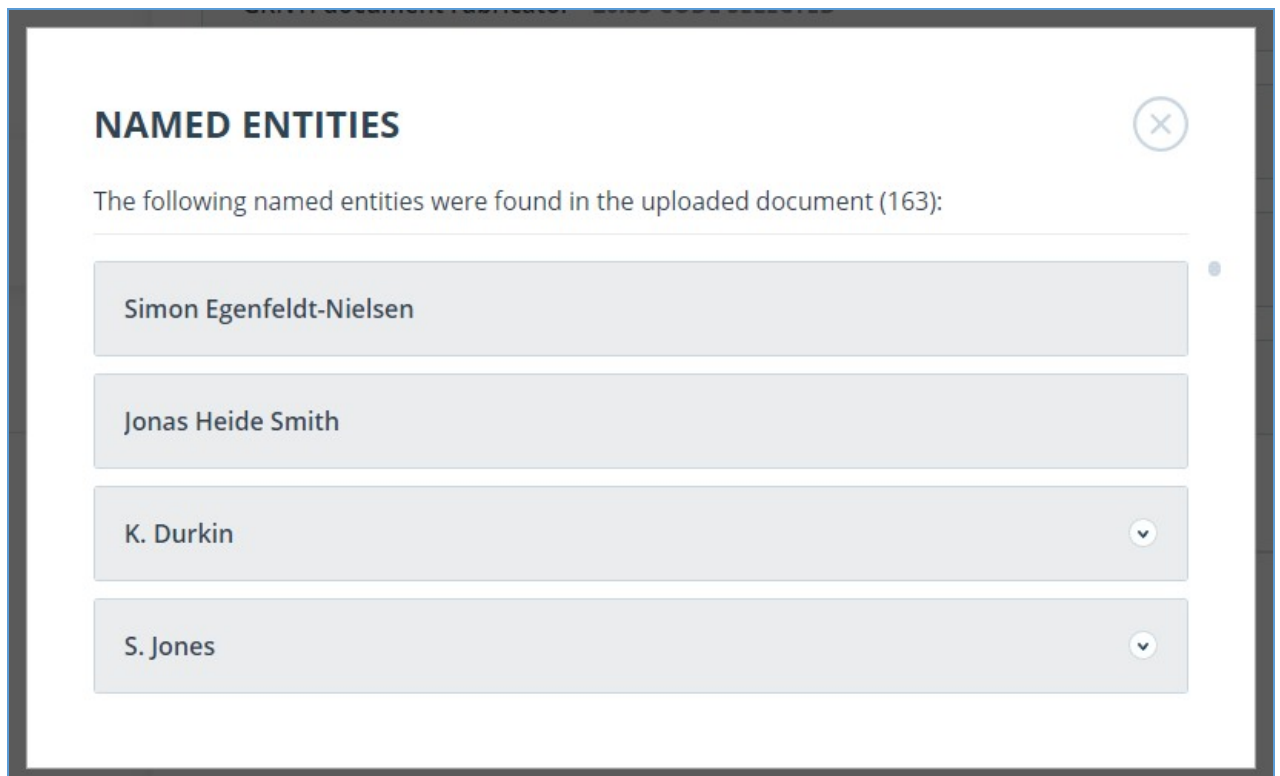 NAMED ENTITIES
The following named entities were found in the uploaded document (163):
Simon Egenfeldt-Nielsen
Jonas Heide Smith
K. Durkin
S. Jones